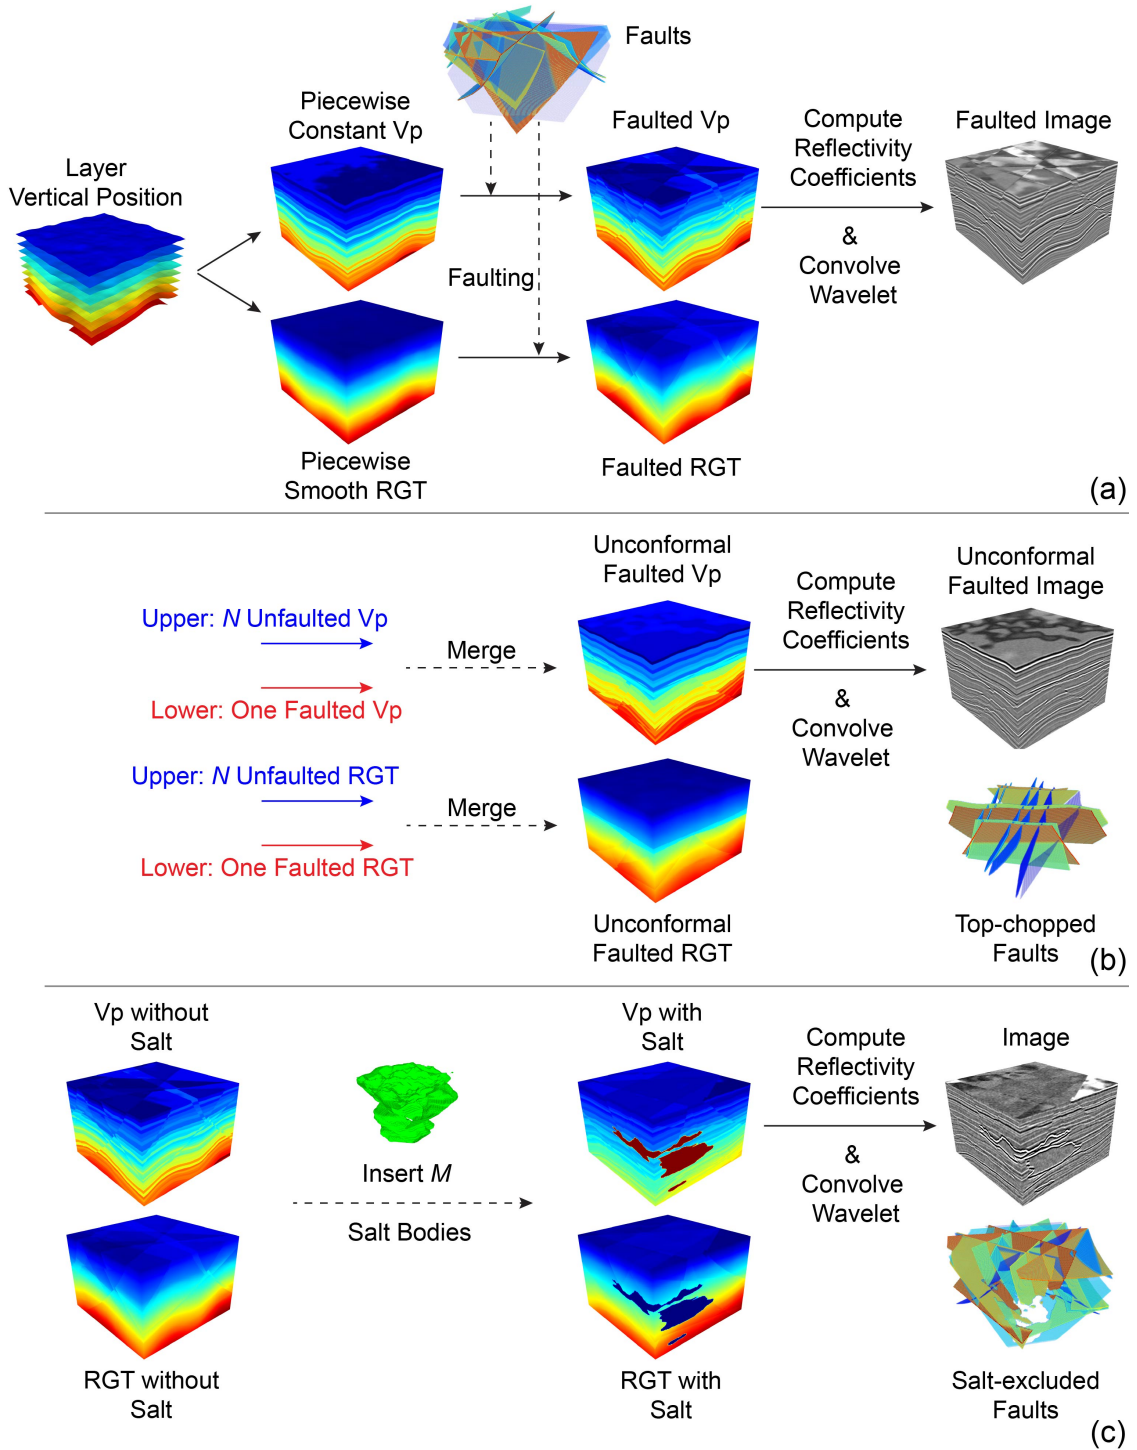 Faults
Piecewise
Constant Vp
Faulted Vp
Compute
Reflectivity
Coefficients
&
Convolve
Wavelet
Faulted Image
Layer
Vertical Position
Faulting
Piecewise
Smooth RGT
Faulted RGT
(a)
Unconformal
Faulted Vp
Compute
Reflectivity
Coefficients
&
Convolve
Wavelet
Unconformal
Faulted Image
Upper: N Unfaulted Vp
Merge
Lower: One Faulted Vp
Upper: N Unfaulted RGT
Merge
Lower: One Faulted RGT
Unconformal
Faulted RGT
Top-chopped
Faults
(b)
Vp without
Salt
Vp with
Salt
Compute
Reflectivity
Coefficients
&
Convolve
Wavelet
Image
Insert M
Salt Bodies
RGT without
Salt
RGT with
Salt
Salt-excluded
Faults
(c)